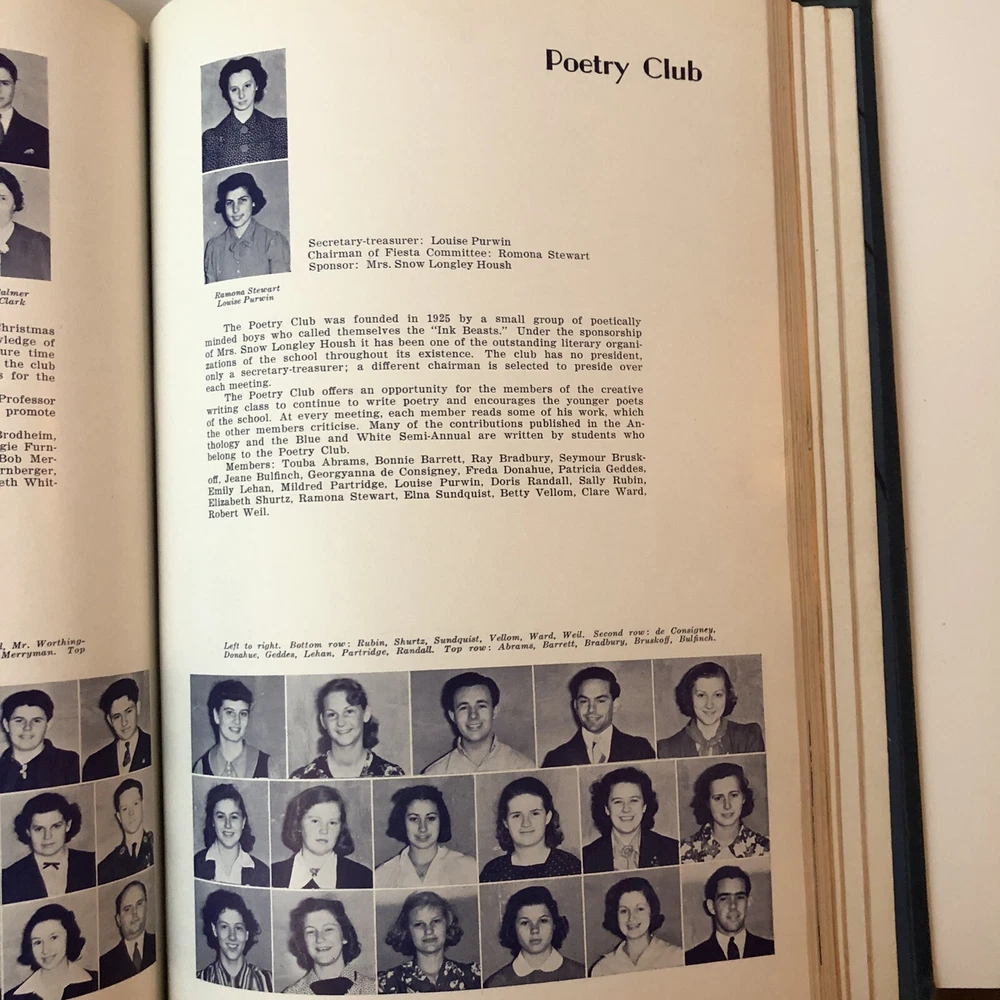 almer
Clark
hristmas
vledge of
ure time
the club
s for the
Professor
promote
Brodheim,
gie Furn-
Bob Mer-
rnberger,
eth Whit-
l, Mr. Worthing-
Merryman. Top
Poetry Club
Secretary-treasurer: Louise Purwin
Chairman of Fiesta Committee: Romona Stewart
Sponsor: Mrs. Snow Longley Housh
Ramona Stewart
Louise Purwin
The Poetry Club was founded in 1925 by a small group of poetically
minded boys who called themselves the "Ink Beasts." Under the sponsorship
of Mrs. Snow Longley Housh it has been one of the outstanding literary organi-
zations of the school throughout its existence. The club has no president,
only a secretary-treasurer; a different chairman is selected to preside over
each meeting.
The Poetry Club offers an opportunity for the members of the creative
writing class to continue to write poetry and encourages the younger poets
of the school. At every meeting, each member reads some of his work, which
the other members criticise. Many of the contributions published in the An-
thology and the Blue and White Semi-Annual are written by students who
belong to the Poetry Club.
Members: Touba Abrams, Bonnie Barrett, Ray Bradbury, Seymour Brusk-
off, Jeane Bulfinch, Georgyanna de Consigney, Freda Donahue, Patricia Geddes,
Emily Lehan, Mildred Partridge, Louise Purwin, Doris Randall, Sally Rubin,
Elizabeth Shurtz, Ramona Stewart, Elna Sundquist, Betty Vellom, Clare Ward,
Robert Weil.
Left to right. Bottom row: Rubin, Shurtz, Sundquist, Vellom, Ward, Weil. Second row: de Consigney,
Donahue, Geddes, Lehan, Partridge, Randall. Top row: Abrams, Barrett, Bradbury, Bruskoff, Bulfinch.